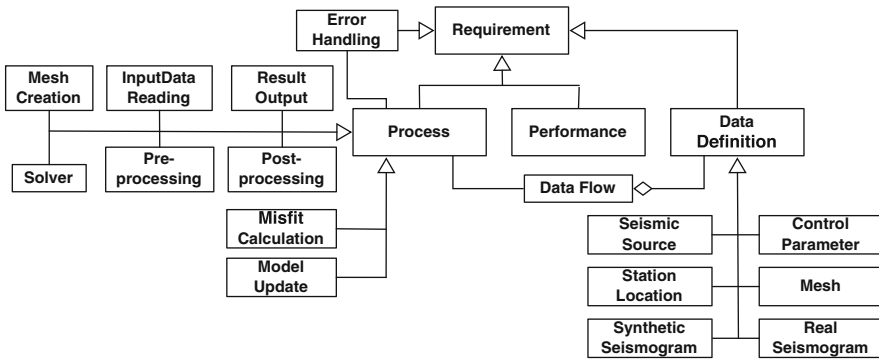 Error
Handling
Requirement
Mesh
Creation
InputData
Reading
Result
Output
Process
Performance
Data
Definition
Solver
Pre-
processing
Post-
processing
Data Flow
Misfit
Calculation
Model
Update
Seismic
Source
Control
Parameter
Station
Location
Mesh
Synthetic
Seismogram
Real
Seismogram